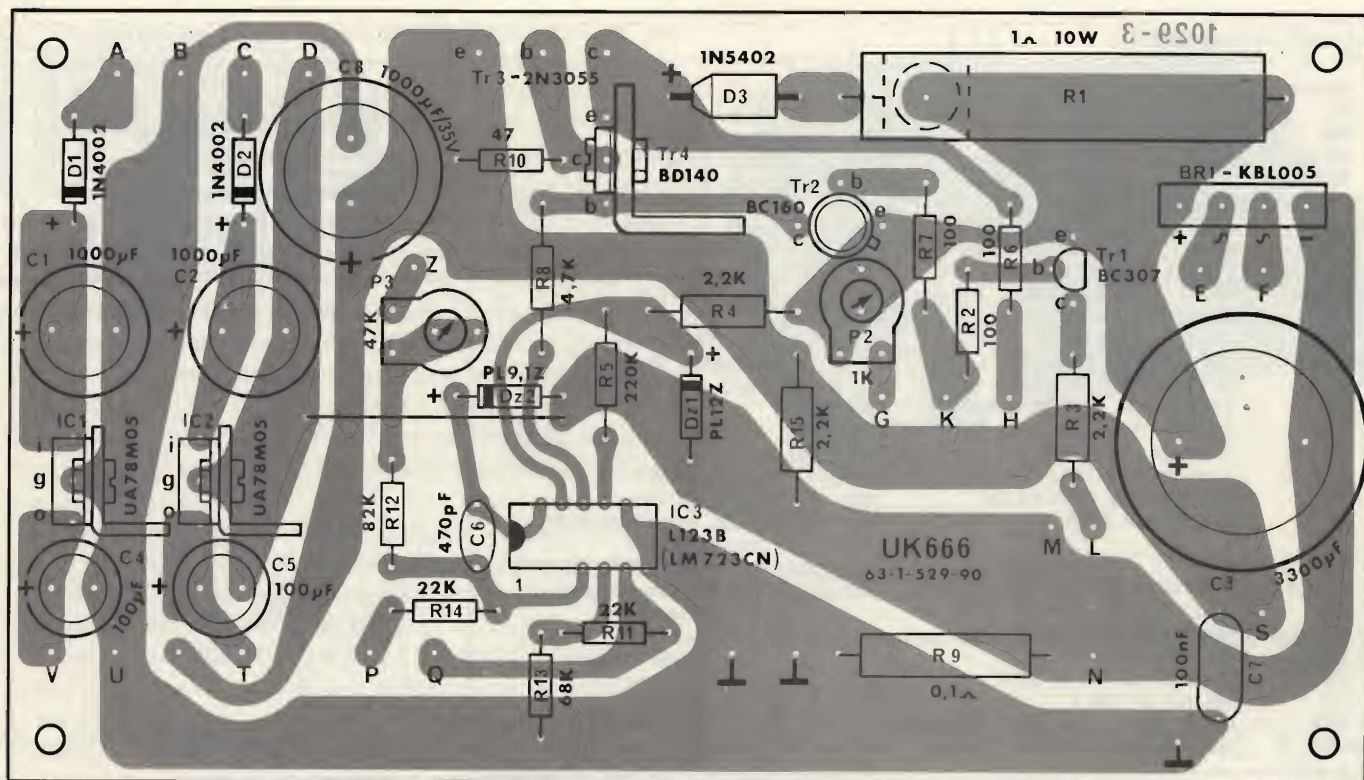 1029-3
1Ω 10W
A
B
C
D
e
b
c
1N5402
C8
1000µF/35V
Tr3-2N3055
+
D3
R1
D1
1N4002
D2
1N4002
47
R10
e
c
b
Tr4
BD140
Tr2
BC160
b
e
c
BR1-KBL005
+
+
+
-
R7
100
R6
100
e
b
c
Tr1
BC307
C1
1000µF
C2
1000µF
+
P3
Z
R8
4,7K
2,2K
R4
R2
100
E
F
+
+
47K
P2
1K
PL9,1Z
+
Dz2
R5
220K
+
Dz1
PL12Z
R15
2,2K
G
K
H
R3
2,2K
IC1
i
g
o
UA78M05
IC2
i
g
o
UA78M05
+
82K
R12
470pF
C6
IC3
L123B
(LM723CN)
1
UK666
63-1-529-90
M
L
C3
3300µF
C4
+
100µF
+
C5
100µF
22K
R14
22K
R11
S
V
U
T
P
Q
R13
68K
R9
0,1Ω
N
100nF
C7